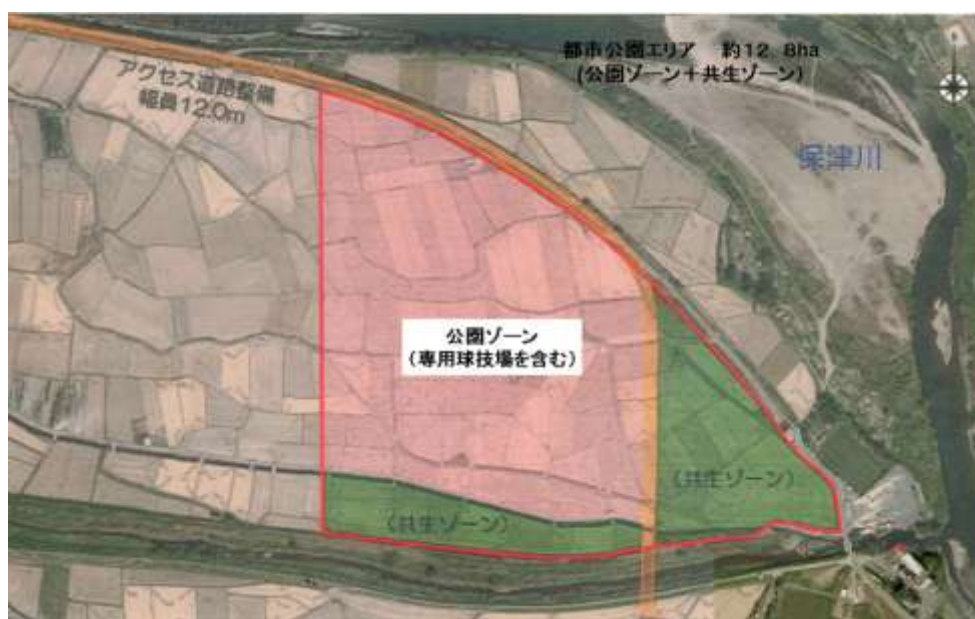 都市公園エリア 約12.8ha
(公園ゾーン+共生ゾーン)
アクセス道路整備
幅員12.0m
保津川
公園ゾーン
(専用球技場を含む)
(共生ゾーン)
(共生ゾーン)